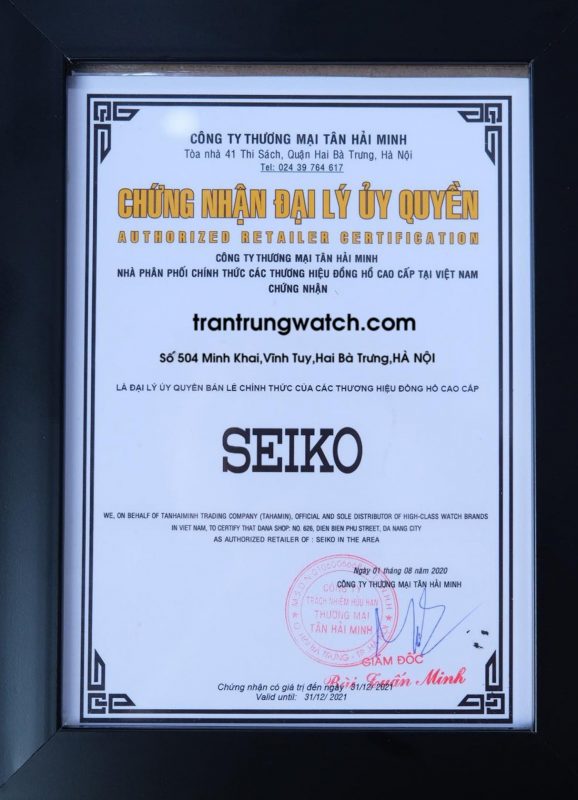 CÔNG TY THƯƠNG MẠI TÂN HẢI MINH
Tòa nhà 41 Thi Sách, Quận Hai Bà Trưng, Hà Nội
Tel: 024 39 764 617
CHỨNG NHẬN ĐẠI LÝ ỦY QUYỀN
AUTHORIZED RETAILER CERTIFICATION
CÔNG TY THƯƠNG MẠI TÂN HẢI MINH
NHÀ PHÂN PHỐI CHÍNH THỨC CÁC THƯƠNG HIỆU ĐỒNG HỒ CAO CẤP TẠI VIỆT NAM
CHỨNG NHẬN
trantrungwatch.com
Số 504 Minh Khai,Vĩnh Tuy,Hai Bà Trưng,HÀ NỘI
LÀ ĐẠI LÝ ỦY QUYỀN BÁN LẺ CHÍNH THỨC CỦA CÁC THƯƠNG HIỆU ĐỒNG HỒ CAO CẤP
SEIKO
WE, ON BEHALF OF TANHAIMINH TRADING COMPANY (TAHAMIN), OFFICIAL AND SOLE DISTRIBUTOR OF HIGH-CLASS WATCH BRANDS
IN VIET NAM, TO CERTIFY THAT DANA SHOP: NO. 626, DIEN BIEN PHU STREET, DA NANG CITY
AS AUTHORIZED RETAILER OF : SEIKO IN THE AREA
Ngày 01 tháng 08 năm 2020
CÔNG TY THƯƠNG MẠI TÂN HẢI MINH
CÔNG TY
TRÁCH NHIỆM HỮU HẠN
THƯƠNG MẠI
TÂN HẢI MINH
GIÁM ĐỐC
Bùi Tuấn Minh
Chứng nhận có giá trị đến ngày 31/12/ 2021
Valid until: 31/12/ 2021